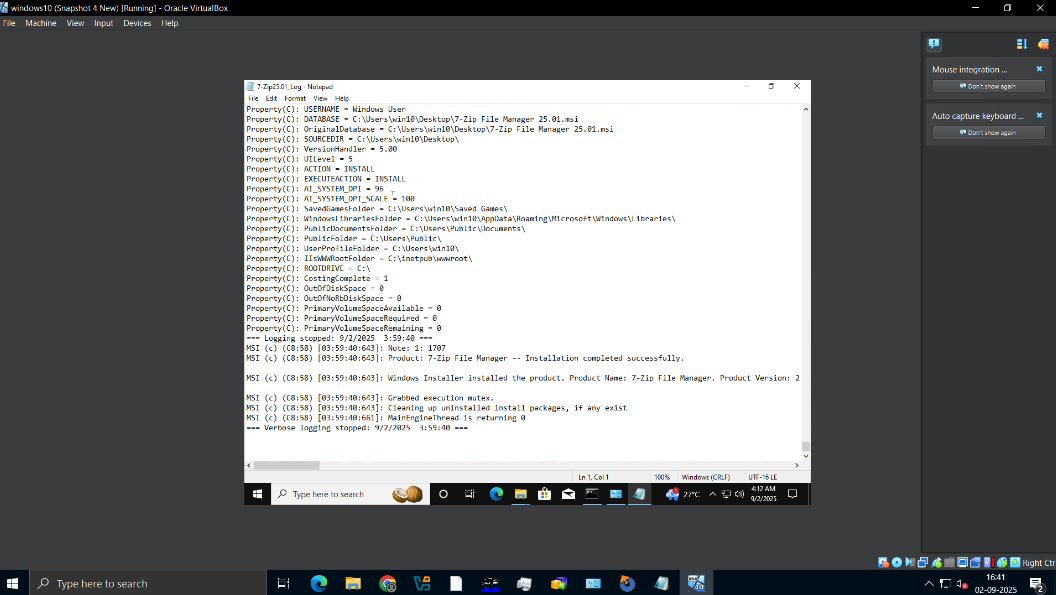 windows10 (Snapshot 4 New) [Running] - Oracle VirtualBox
File Machine View Input Devices Help
Mouse integration ...
Don't show again
Auto capture keyboard ...
Don't show again
7-Zip25.01_Log - Notepad
File Edit Format View Help
Property(C): USERNAME = Windows User
Property(C): DATABASE = C:\Users\win10\Desktop\7-Zip File Manager 25.01.msi
Property(C): OriginalDatabase = C:\Users\win10\Desktop\7-Zip File Manager 25.01.msi
Property(C): SOURCEDIR = C:\Users\win10\Desktop\
Property(C): VersionHandler = 5.00
Property(C): UILevel = 5
Property(C): ACTION = INSTALL
Property(C): EXECUTEACTION = INSTALL
Property(C): AI_SYSTEM_DPI = 96
Property(C): AI_SYSTEM_DPI_SCALE = 100
Property(C): SavedGamesFolder = C:\Users\win10\Saved Games\
Property(C): WindowsLibrariesFolder = C:\Users\win10\AppData\Roaming\Microsoft\Windows\Libraries\
Property(C): PublicDocumentsFolder = C:\Users\Public\Documents\
Property(C): PublicFolder = C:\Users\Public\
Property(C): UserProfileFolder = C:\Users\win10\
Property(C): IIsWWWRootFolder = C:\inetpub\wwwroot\
Property(C): ROOTDRIVE = C:\
Property(C): CostingComplete = 1
Property(C): OutOfDiskSpace = 0
Property(C): OutOfNoRbDiskSpace = 0
Property(C): PrimaryVolumeSpaceAvailable = 0
Property(C): PrimaryVolumeSpaceRequired = 0
Property(C): PrimaryVolumeSpaceRemaining = 0
=== Logging stopped: 9/2/2025  3:59:40 ===
MSI (c) (C8:58) [03:59:40:643]: Note: 1: 1707
MSI (c) (C8:58) [03:59:40:643]: Product: 7-Zip File Manager -- Installation completed successfully.
MSI (c) (C8:58) [03:59:40:643]: Windows Installer installed the product. Product Name: 7-Zip File Manager. Product Version: 2
MSI (c) (C8:58) [03:59:40:643]: Grabbed execution mutex.
MSI (c) (C8:58) [03:59:40:643]: Cleaning up uninstalled install packages, if any exist
MSI (c) (C8:58) [03:59:40:661]: MainEngineThread is returning 0
=== Verbose logging stopped: 9/2/2025  3:59:40 ===
Ln 1, Col 1 100% Windows (CRLF) UTF-16 LE
Type here to search
27°C
4:12 AM
9/2/2025
Right Ctrl
Type here to search
16:41
02-09-2025
2